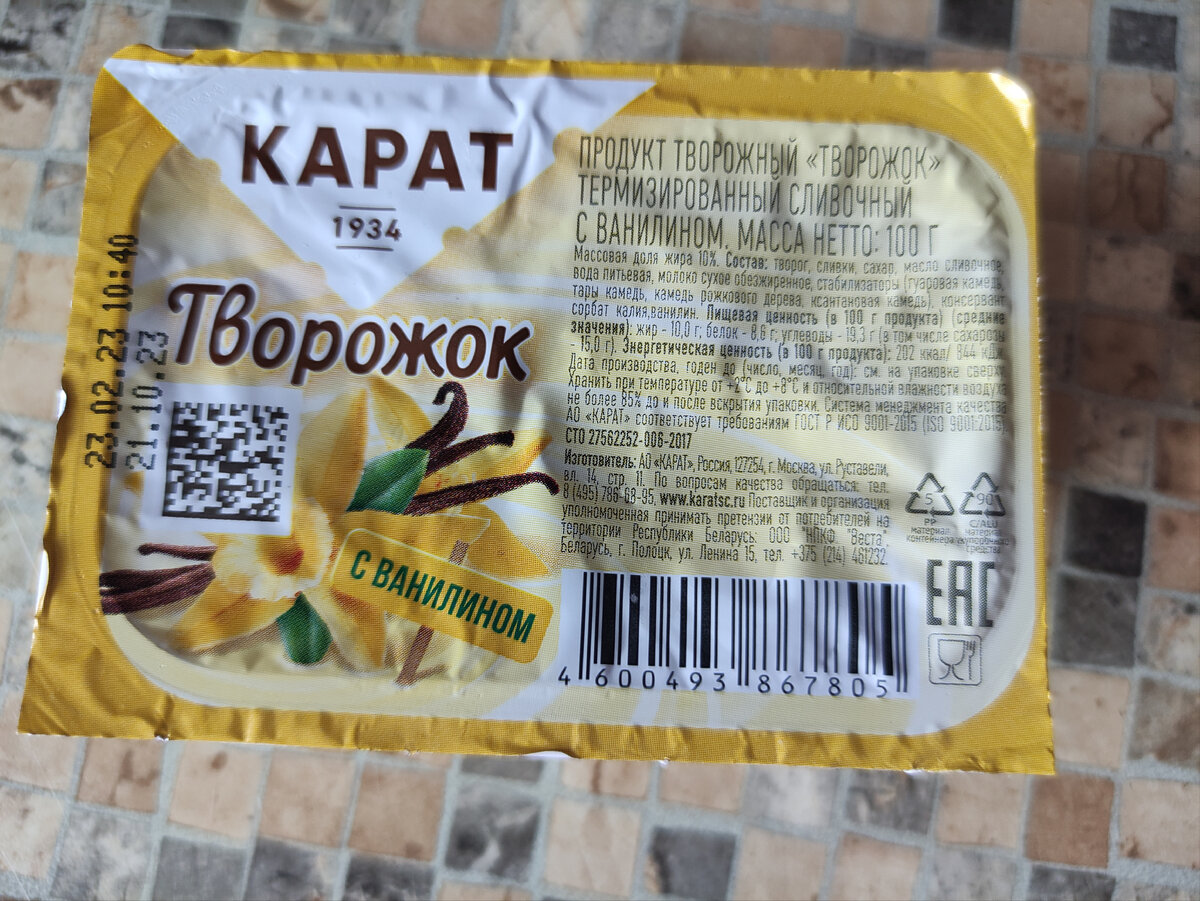 КАРАТ
1934
Творожок
23.02.23 10:40
21.10.23
С ВАНИЛИНОМ
ПРОДУКТ ТВОРОЖНЫЙ «ТВОРОЖОК»
ТЕРМИЗИРОВАННЫЙ СЛИВОЧНЫЙ
С ВАНИЛИНОМ. МАССА НЕТТО: 100 Г
Массовая доля жира 10%. Состав: творог, сливки, сахар, масло сливочное,
вода питьевая, молоко сухое обезжиренное, стабилизаторы (гуаровая камедь,
тары камедь, камедь рожкового дерева, ксантановая камедь), консервант
сорбат калия,ванилин. Пищевая ценность (в 100 г продукта) (средние
значения): жир - 10,0 г; белок - 8,6 г; углеводы - 19,3 г (в том числе сахарозы
- 15,0 г). Энергетическая ценность (в 100 г продукта): 202 ккал/ 844 кДж.
Дата производства, годен до (число, месяц, год): см. на упаковке сверху.
Хранить при температуре от +2°С до +8°С и относительной влажности воздуха
не более 85% до и после вскрытия упаковки. Система менеджмента качества
АО «КАРАТ» соответствует требованиям ГОСТ Р ИСО 9001-2015 (ISO 9001:2015).
СТО 27562252-006-2017
Изготовитель: АО «КАРАТ», Россия, 127254, г. Москва, ул. Руставели,
вл. 14, стр. 11. По вопросам качества обращаться: тел.
8 (495) 786-69-95, www.karatsc.ru Поставщик и организация
уполномоченная принимать претензии от потребителей на
территории Республики Беларусь: ООО "НПКФ "Веста".
Беларусь, г. Полоцк, ул. Ленина 15, тел. +375 (214) 461232.
5
PP
материал
контейнера
90
C/ALU
материал
укупорочного
средства
EAC
4 600493 867805